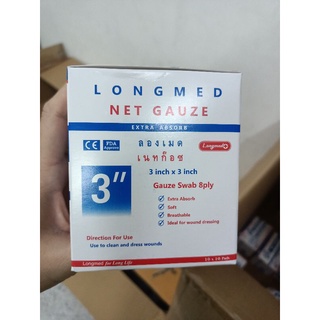 LONGMED
NET GAUZE
EXTRA ABSORB
CE FDA Approve
ลองเมด
เนทก๊อซ
Longmed
3"
3 inch x 3 inch
Gauze Swab 8ply
Extra Absorb
Soft
Breathable
Ideal for wound dressing
Direction For Use
Use to clean and dress wounds
Longmed for Long Life